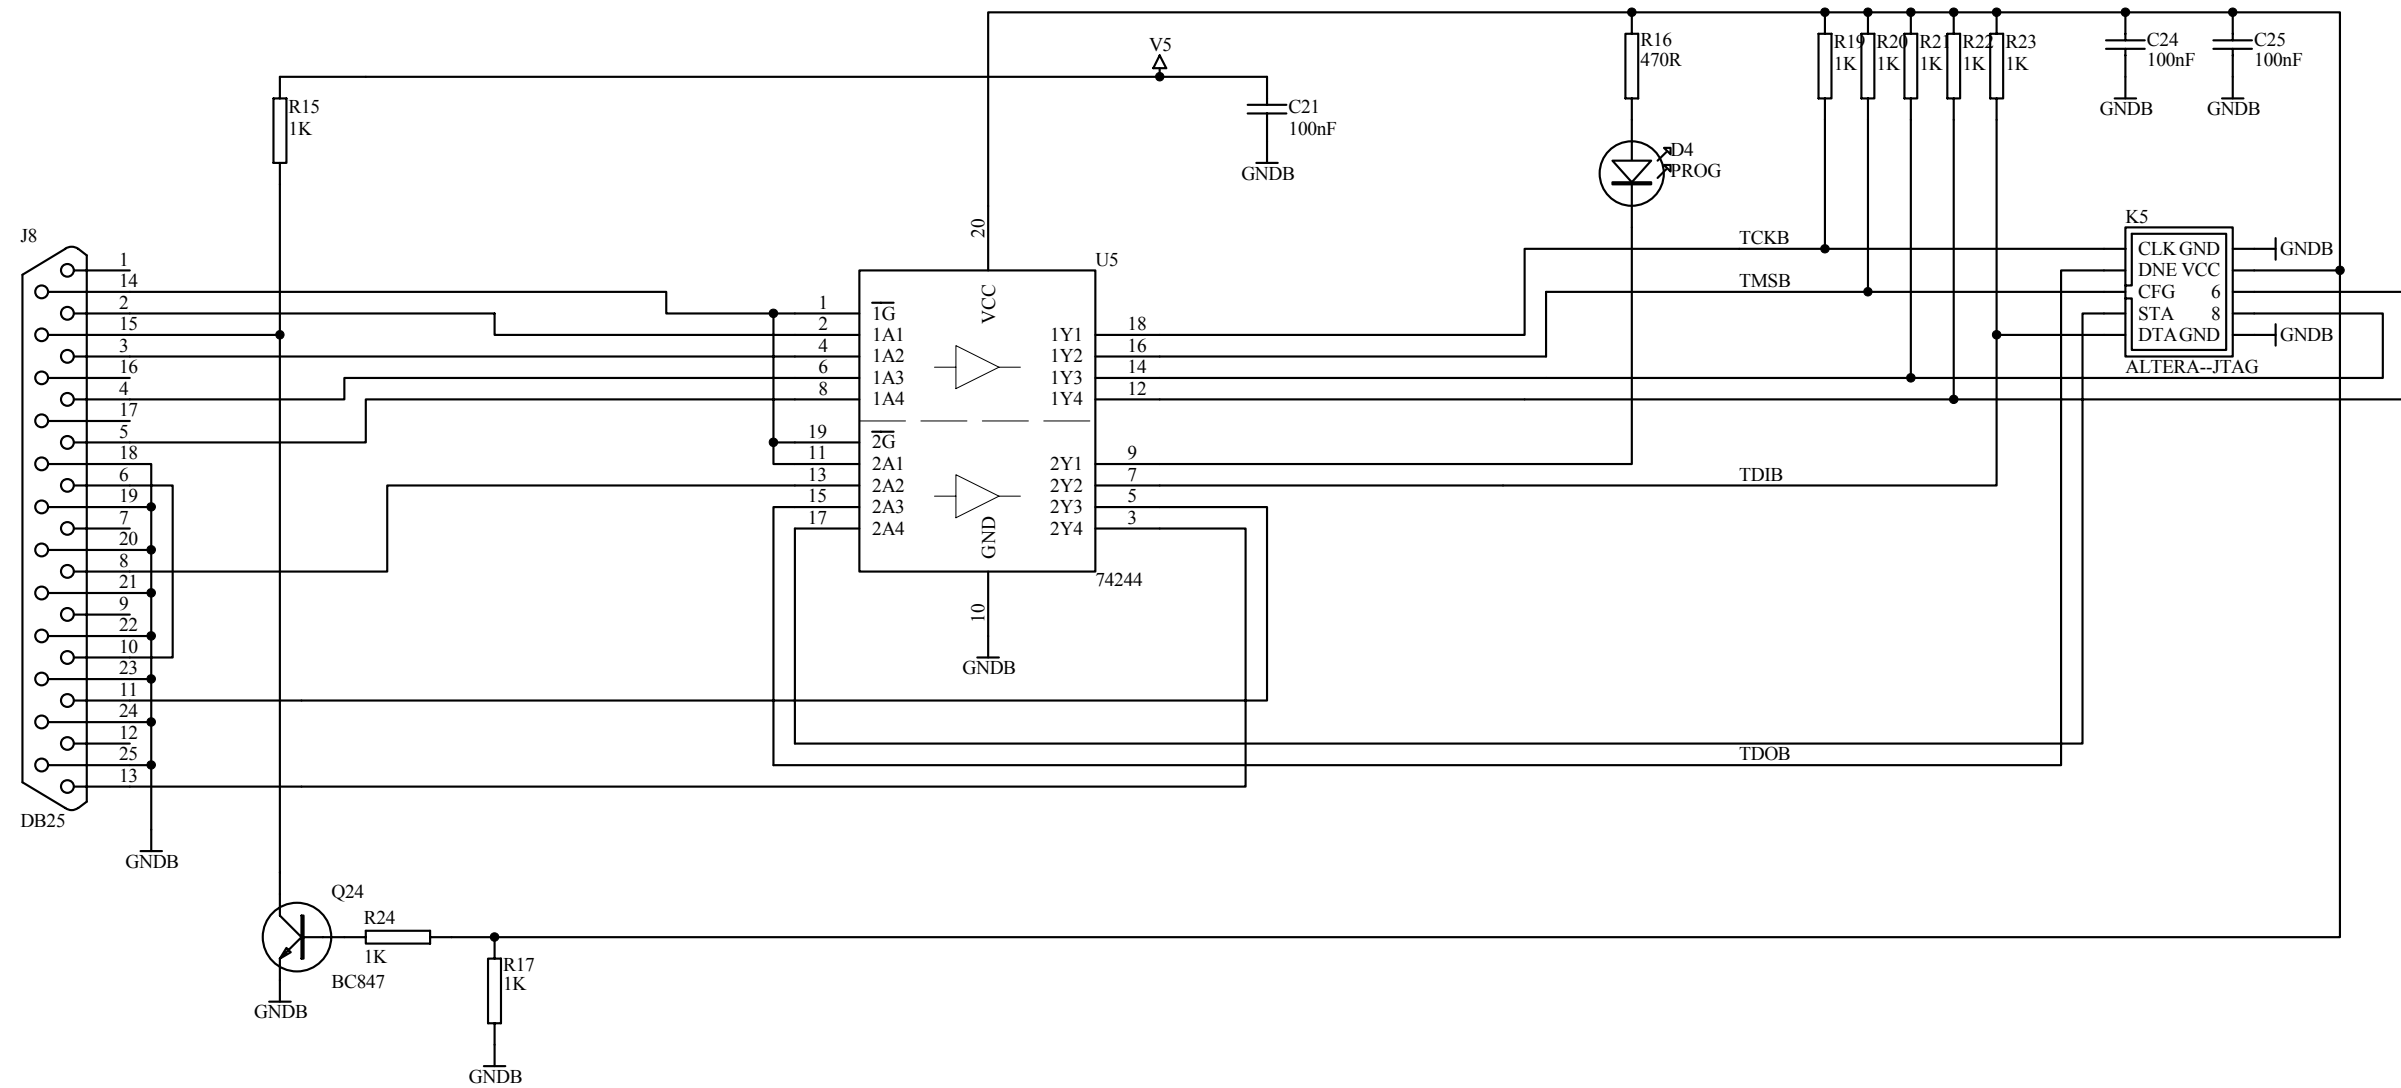 V5
R15
1K
C21
100nF
GNDB
R16
470R
R19
1K
R20
1K
R21
1K
R22
1K
R23
1K
C24
100nF
GNDB
C25
100nF
GNDB
D4
PROG
J8
1
14
2
15
3
16
4
17
5
18
6
19
7
20
8
21
9
22
10
23
11
24
12
25
13
DB25
GNDB
20
U5
VCC
1 1G
2 1A1
4 1A2
6 1A3
8 1A4
19 2G
11 2A1
13 2A2
15 2A3
17 2A4
1Y1 18
1Y2 16
1Y3 14
1Y4 12
2Y1 9
2Y2 7
2Y3 5
2Y4 3
GND
74244
10
GNDB
TCKB
TMSB
TDIB
TDOB
K5
CLK GND GNDB
DNE VCC
CFG 6
STA 8
DTA GND GNDB
ALTERA--JTAG
Q24
BC847
GNDB
R24
1K
R17
1K
GNDB